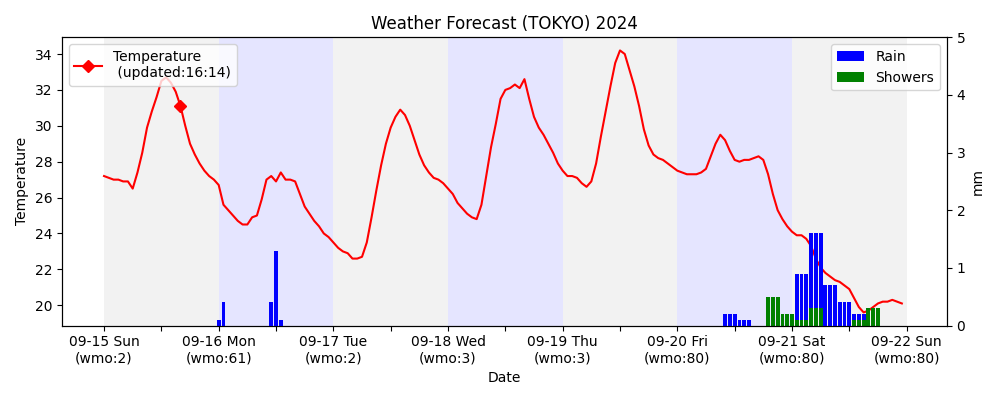 Weather Forecast (TOKYO) 2024
Temperature
(updated:16:14)
Rain
Showers
Temperature
34
32
30
28
26
24
22
20
5
4
3
2
1
0
mm
09-15 Sun
(wmo:2)
09-16 Mon
(wmo:61)
09-17 Tue
(wmo:2)
09-18 Wed
(wmo:3)
09-19 Thu
(wmo:3)
09-20 Fri
(wmo:80)
09-21 Sat
(wmo:80)
09-22 Sun
(wmo:80)
Date